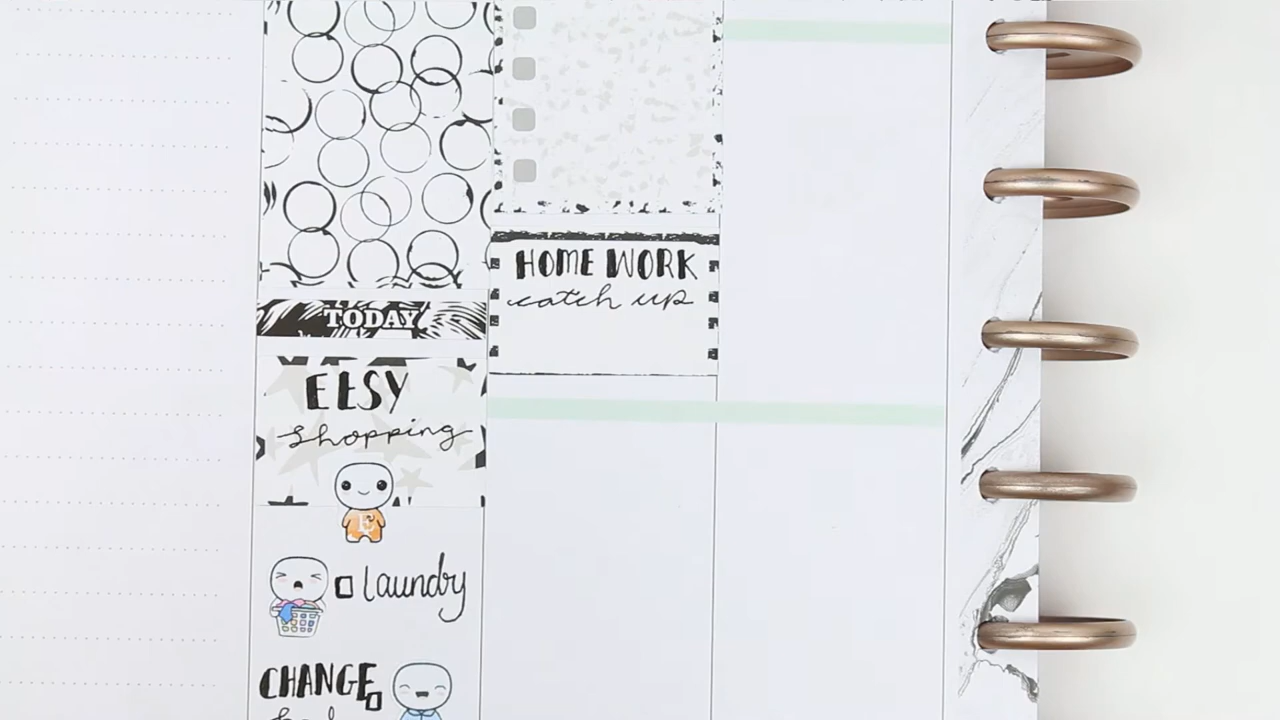 TODAY
ETSY
shopping
E
laundry
CHANGE
HOME WORK
catch up